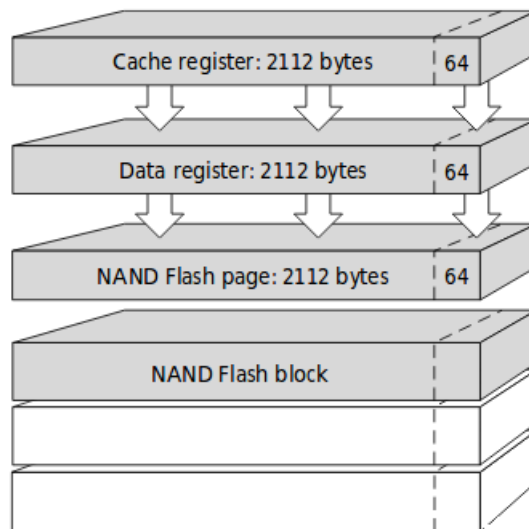 Cache register: 2112 bytes 64
Data register: 2112 bytes 64
NAND Flash page: 2112 bytes 64
NAND Flash block